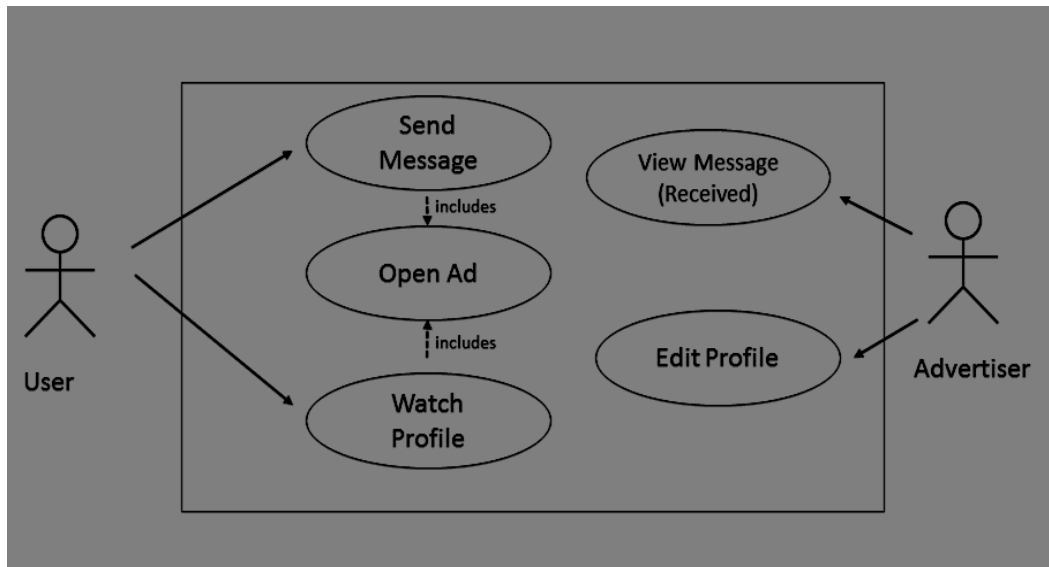 Send
Message
includes
Open Ad
includes
Watch
Profile
View Message
(Received)
Edit Profile
User
Advertiser